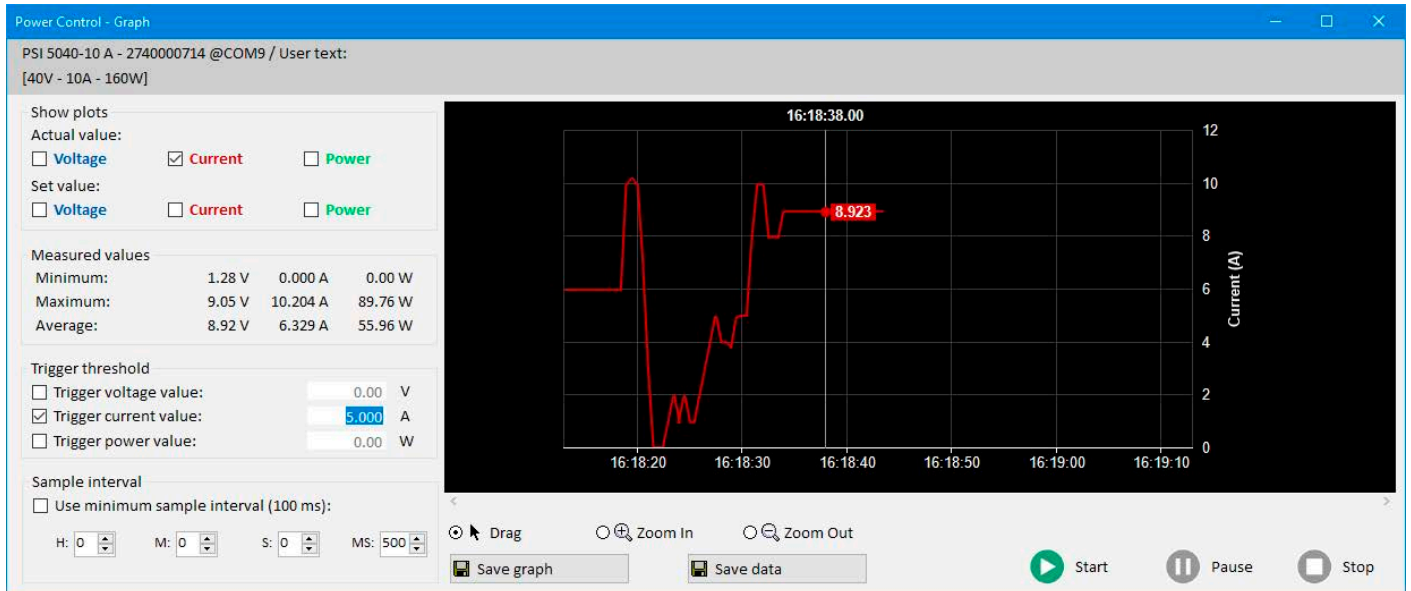 Power Control - Graph
PSI 5040-10 A - 2740000714 @COM9 / User text:
[40V - 10A - 160W]
Show plots
Actual value:
Voltage Current Power
Set value:
Voltage Current Power
Measured values
Minimum: 1.28 V 0.000 A 0.00 W
Maximum: 9.05 V 10.204 A 89.76 W
Average: 8.92 V 6.329 A 55.96 W
Trigger threshold
Trigger voltage value: 0.00 V
Trigger current value: 5.000 A
Trigger power value: 0.00 W
Sample interval
Use minimum sample interval (100 ms):
H: 0 M: 0 S: 0 MS: 500
16:18:38.00
12
10
8.923
8
6
4
2
0
Current (A)
16:18:20 16:18:30 16:18:40 16:18:50 16:19:00 16:19:10
Drag Zoom In Zoom Out
Save graph Save data
Start Pause Stop